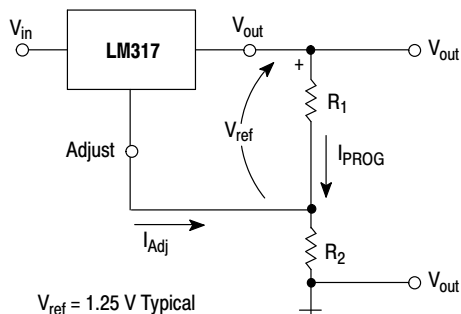 V_in
LM317
V_out
V_out
+
R_1
V_ref
Adjust
I_PROG
I_Adj
R_2
V_out
V_ref = 1.25 V Typical